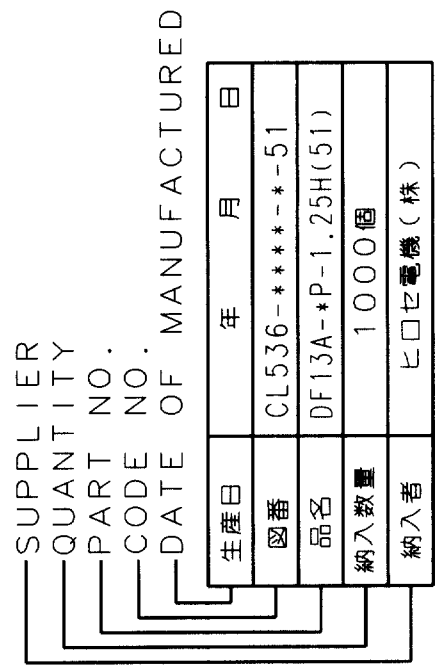 SUPPLIER
QUANTITY
PART NO.
CODE NO.
DATE OF MANUFACTURED
生産日 年 月 日
図番 CL536-****-*-51
品名 DF13A-*P-1.25H(51)
納入数量 1000個
納入者 ヒロセ電機(株)